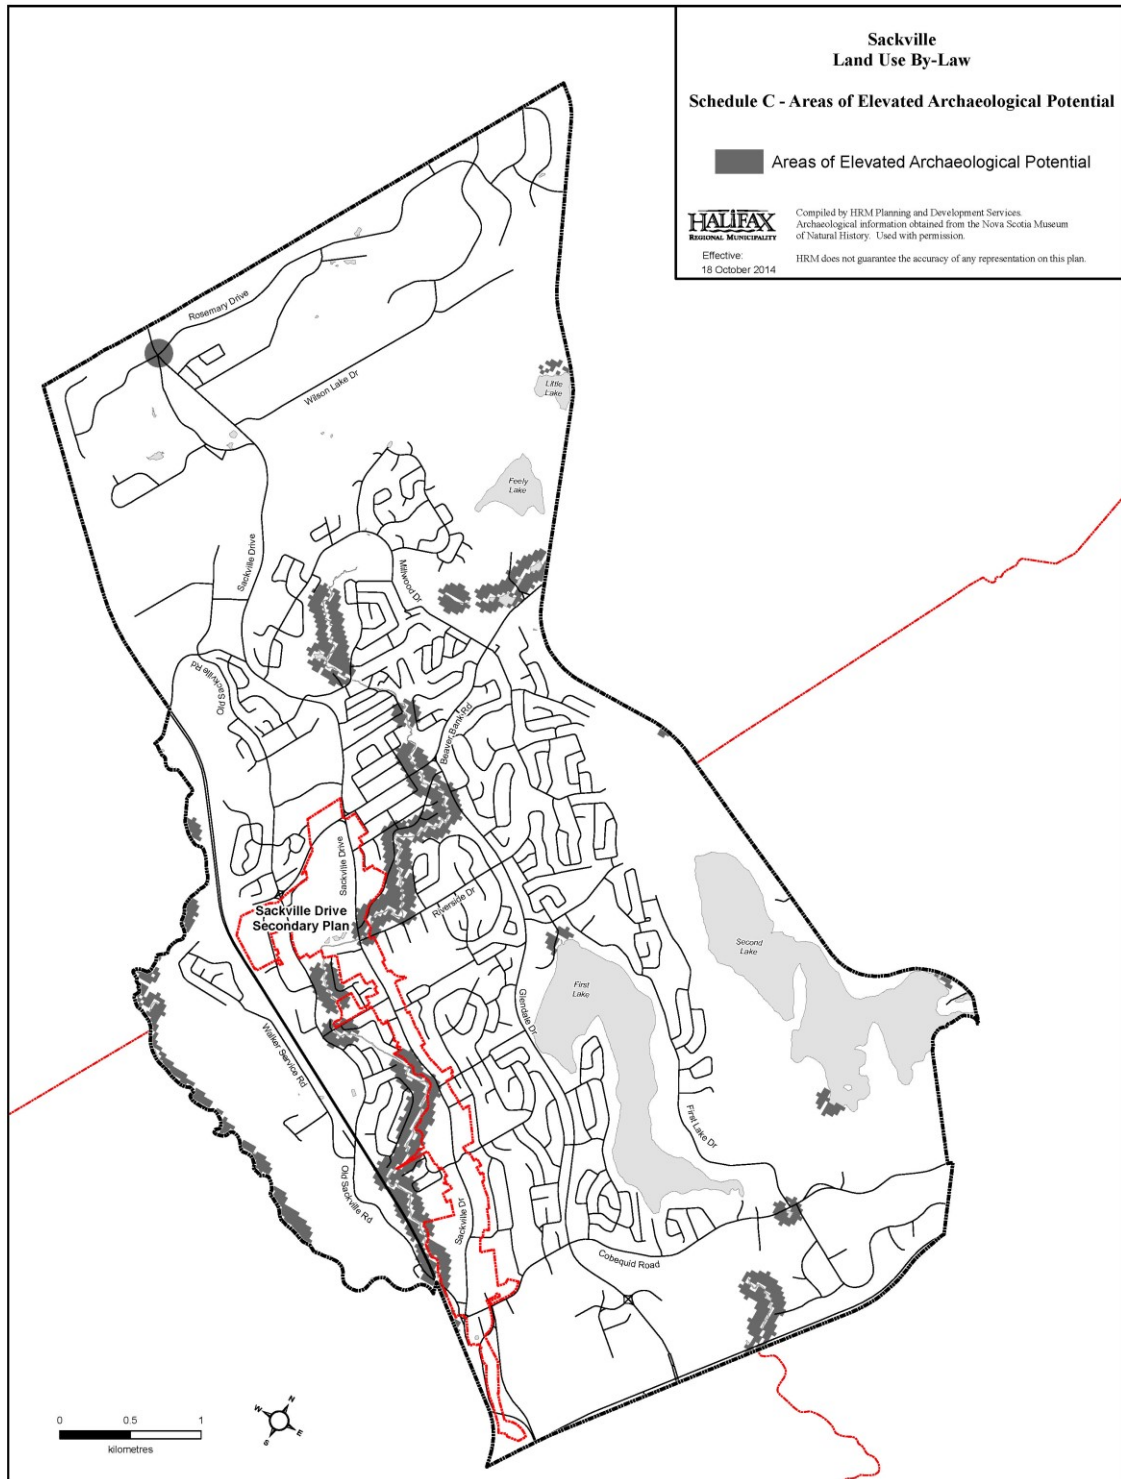 Sackville
Land Use By-Law
Schedule C - Areas of Elevated Archaeological Potential
Areas of Elevated Archaeological Potential
HALIFAX
REGIONAL MUNICIPALITY
Compiled by HRM Planning and Development Services.
Archaeological information obtained from the Nova Scotia Museum
of Natural History. Used with permission.
Effective:
18 October 2014
HRM does not guarantee the accuracy of any representation on this plan.
Rosemary Drive
Wilson Lake Dr
Little
Lake
Feely
Lake
Sackville Drive
Millwood Dr
Old Sackville Rd
Beaver Bank Rd
Sackville Drive
Sackville Drive
Secondary Plan
Riverside Dr
Second
Lake
First
Lake
Glendale Dr
Walker Service Rd
First Lake Dr
Old Sackville Rd
Sackville Dr
Cobequid Road
N
W
E
S
0 0.5 1
kilometres